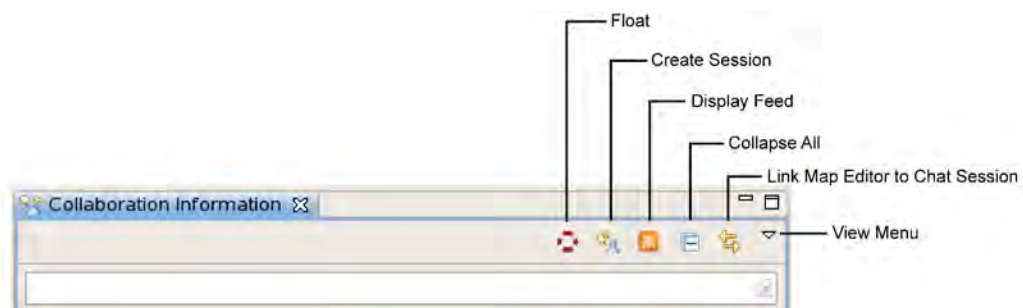 Float
Create Session
Display Feed
Collapse All
Link Map Editor to Chat Session
Collaboration Information
View Menu